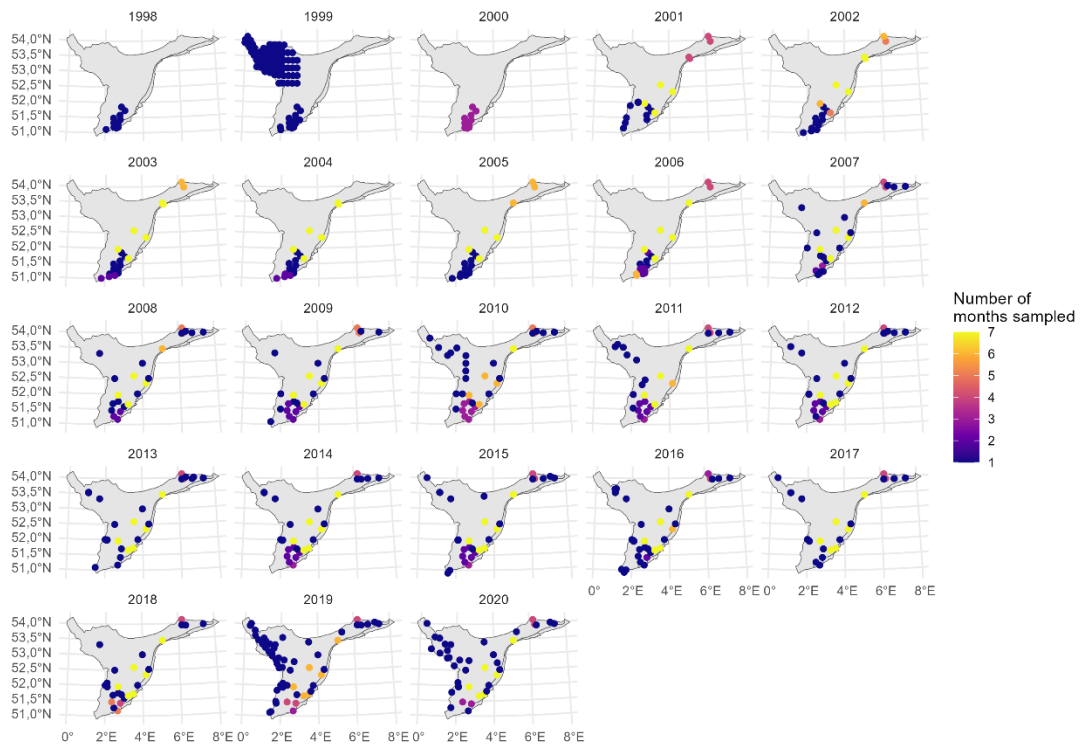 1998 1999 2000 2001 2002
54,0°N
53,5°N
53,0°N
52,5°N
52,0°N
51,5°N
51,0°N
2003 2004 2005 2006 2007
54,0°N
53,5°N
53,0°N
52,5°N
52,0°N
51,5°N
51,0°N
2008 2009 2010 2011 2012
54,0°N
53,5°N
53,0°N
52,5°N
52,0°N
51,5°N
51,0°N
2013 2014 2015 2016 2017
54,0°N
53,5°N
53,0°N
52,5°N
52,0°N
51,5°N
51,0°N
0° 2°E 4°E 6°E 8°E 0° 2°E 4°E 6°E 8°E
2018 2019 2020
54,0°N
53,5°N
53,0°N
52,5°N
52,0°N
51,5°N
51,0°N
0° 2°E 4°E 6°E 8°E 0° 2°E 4°E 6°E 8°E 0° 2°E 4°E 6°E 8°E
Number of
months sampled
7
6
5
4
3
2
1